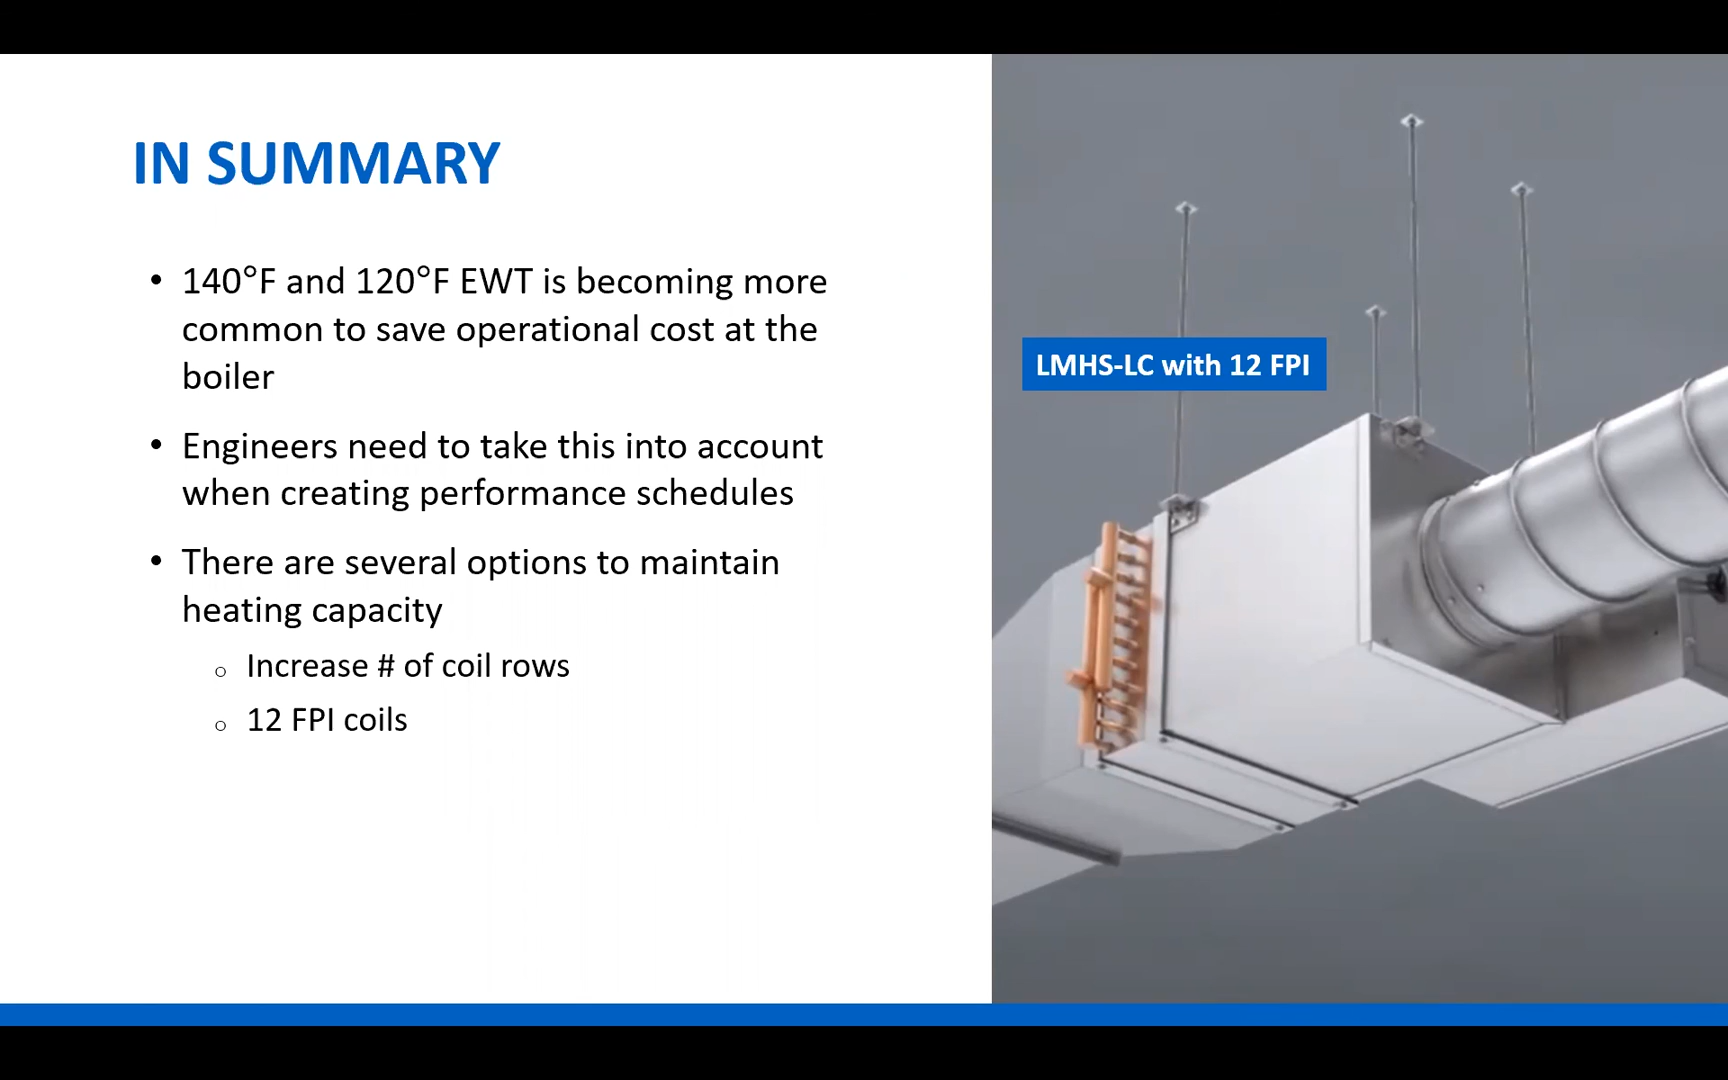 IN SUMMARY
• 140°F and 120°F EWT is becoming more
common to save operational cost at the
boiler
• Engineers need to take this into account
when creating performance schedules
• There are several options to maintain
heating capacity
o Increase # of coil rows
o 12 FPI coils
LMHS-LC with 12 FPI